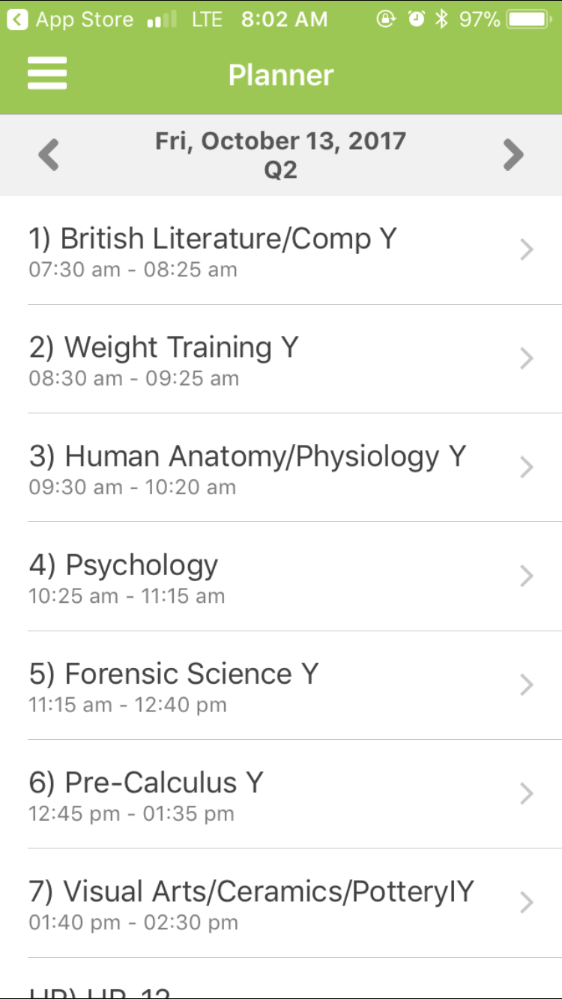 App Store LTE 8:02 AM 97%
Planner
Fri, October 13, 2017
Q2
1) British Literature/Comp Y
07:30 am - 08:25 am
2) Weight Training Y
08:30 am - 09:25 am
3) Human Anatomy/Physiology Y
09:30 am - 10:20 am
4) Psychology
10:25 am - 11:15 am
5) Forensic Science Y
11:15 am - 12:40 pm
6) Pre-Calculus Y
12:45 pm - 01:35 pm
7) Visual Arts/Ceramics/PotteryIY
01:40 pm - 02:30 pm
HR) HR-12